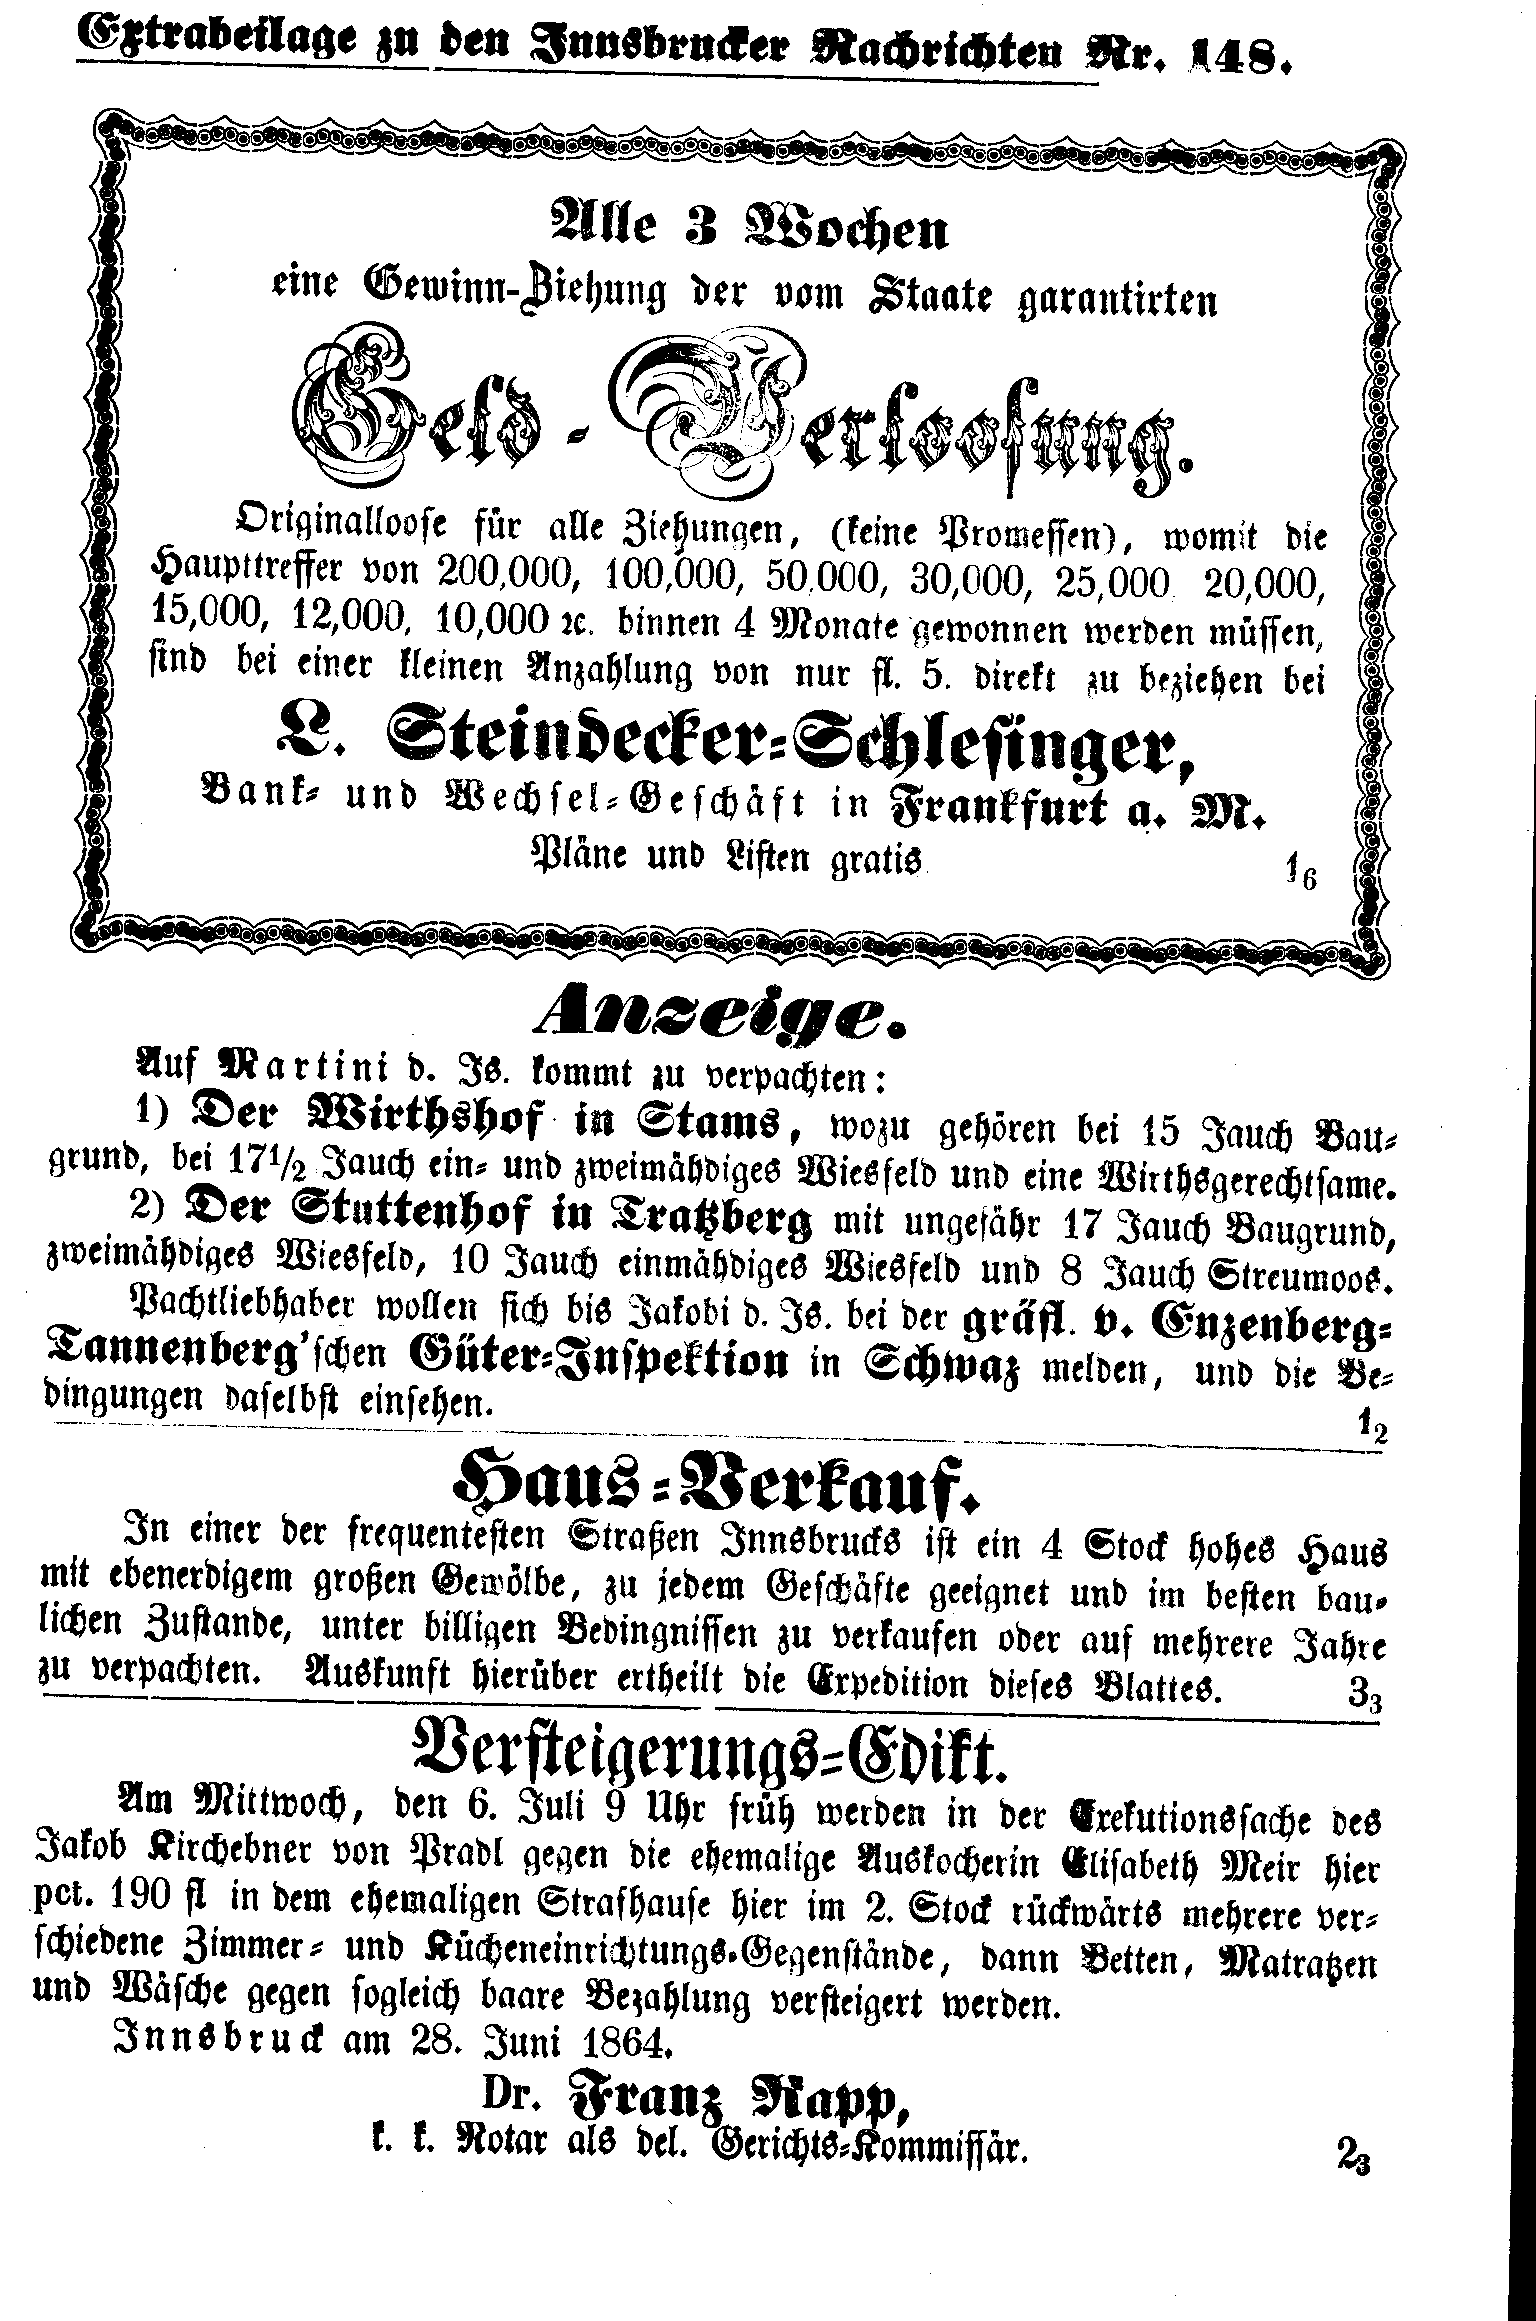 Extrabeilage zu den Innsbrucker Nachrichten Nr. 148.
Alle 3 Wochen
eine Gewinn-Ziehung der vom Staate garantirten
Geld-Verloosung.
Originalloose für alle Ziehungen, (keine Promessen), womit die
Haupttreffer von 200,000, 100,000, 50,000, 30,000, 25,000 20,000,
15,000, 12,000, 10,000 ꝛc. binnen 4 Monate gewonnen werden müssen,
sind bei einer kleinen Anzahlung von nur fl. 5. direkt zu beziehen bei
L. Steindecker-Schlesinger,
Bank- und Wechsel-Geschäft in Frankfurt a. M.
Pläne und Listen gratis 1₆
Anzeige.
Auf Martini d. Js. kommt zu verpachten:
1) Der Wirthshof in Stams, wozu gehören bei 15 Jauch Bau-
grund, bei 17½ Jauch ein- und zweimähdiges Wiesfeld und eine Wirthsgerechtsame.
2) Der Stuttenhof in Tratzberg mit ungefähr 17 Jauch Baugrund,
zweimähdiges Wiesfeld, 10 Jauch einmähdiges Wiesfeld und 8 Jauch Streumoos.
Pachtliebhaber wollen sich bis Jakobi d. Js. bei der gräfl. v. Enzenberg-
Tannenberg'schen Güter-Inspektion in Schwaz melden, und die Be-
dingungen daselbst einsehen. 1₂
Haus-Verkauf.
In einer der frequentesten Straßen Innsbrucks ist ein 4 Stock hohes Haus
mit ebenerdigem großen Gewölbe, zu jedem Geschäfte geeignet und im besten bau-
lichen Zustande, unter billigen Bedingnissen zu verkaufen oder auf mehrere Jahre
zu verpachten. Auskunft hierüber ertheilt die Expedition dieses Blattes. 3₃
Versteigerungs-Edikt.
Am Mittwoch, den 6. Juli 9 Uhr früh werden in der Exekutionssache des
Jakob Kirchebner von Pradl gegen die ehemalige Auskocherin Elisabeth Meir hier
pct. 190 fl in dem ehemaligen Strafhause hier im 2. Stock rückwärts mehrere ver-
schiedene Zimmer- und Kücheneinrichtungs-Gegenstände, dann Betten, Matratzen
und Wäsche gegen sogleich baare Bezahlung versteigert werden.
Innsbruck am 28. Juni 1864.
Dr. Franz Rapp,
k. k. Notar als del. Gerichts-Kommissär. 2₃